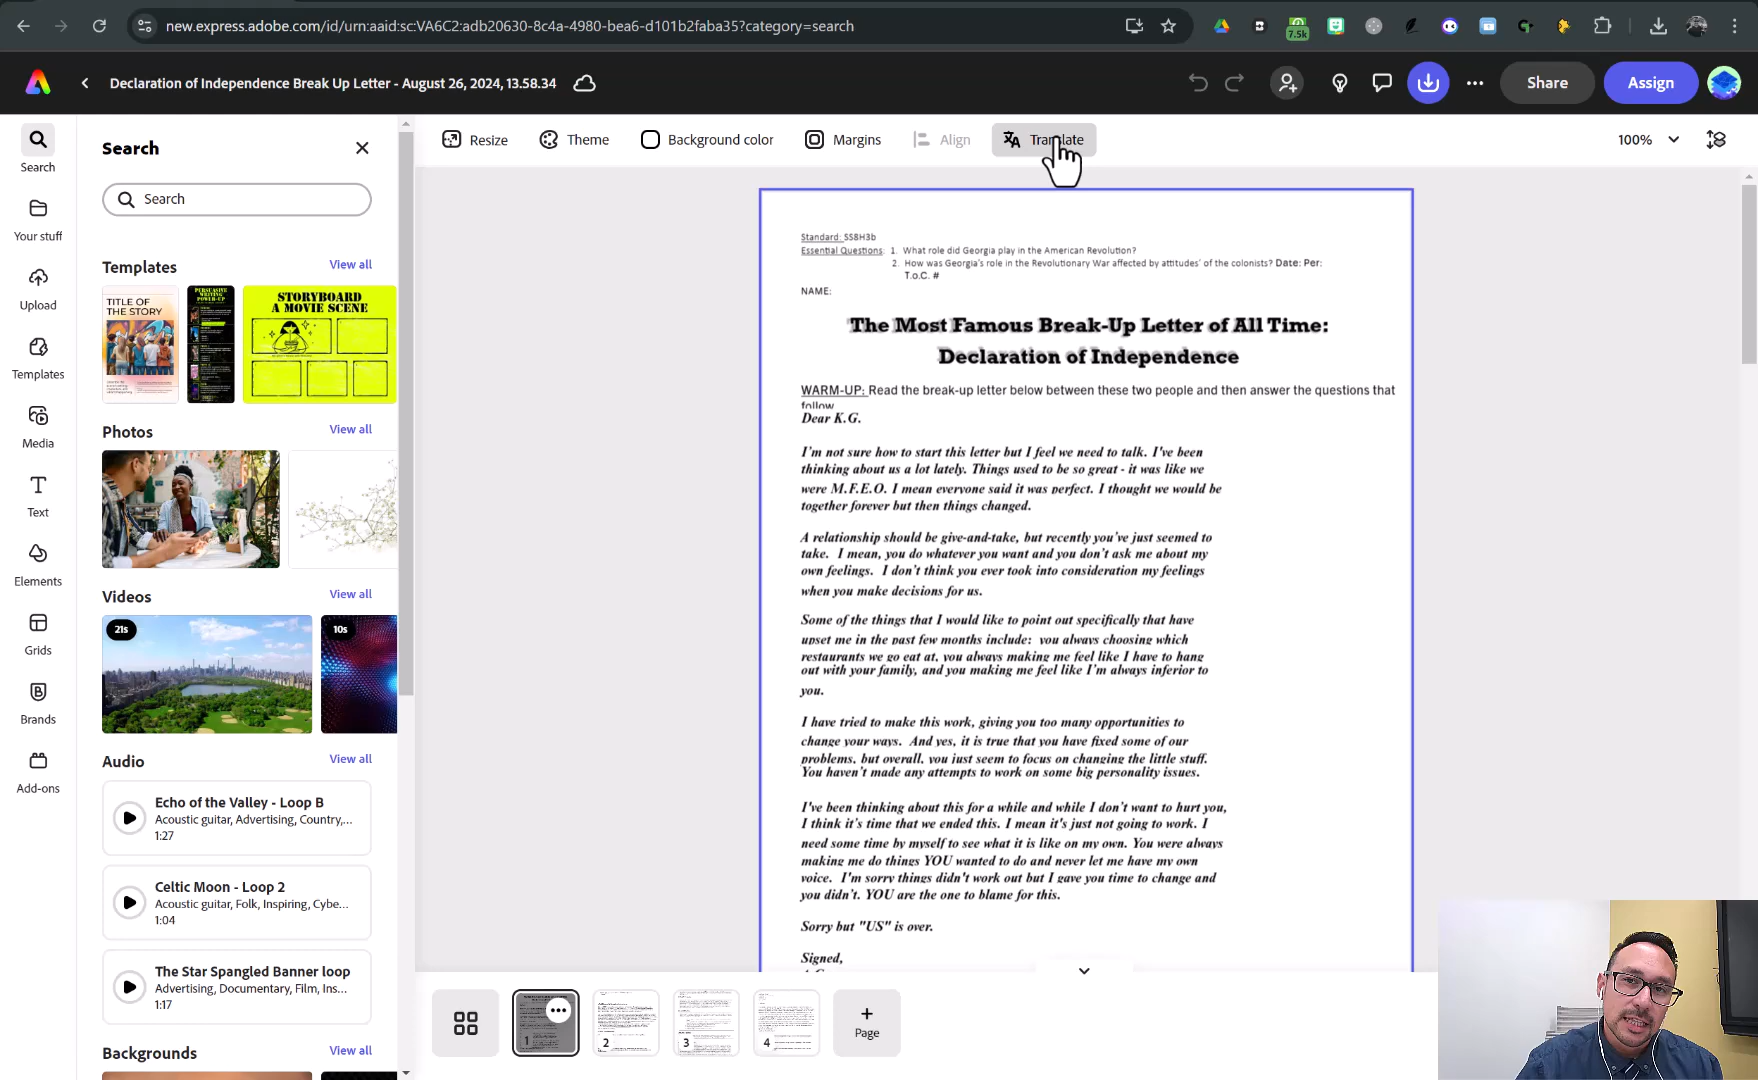 new.express.adobe.com/id/urn:aaid:sc:VA6C2:adb20630-8c4a-4980-bea6-d101b2faba35?category=search
7.5k
Declaration of Independence Break Up Letter - August 26, 2024, 13.58.34
Share
Assign
Search
Your stuff
Upload
Templates
Media
Text
Elements
Grids
Brands
Add-ons
Search
Search
Templates
View all
TITLE OF
THE STORY
PERSUASIVE
WRITING
POWER-UP
STORYBOARD
A MOVIE SCENE
Photos
View all
Videos
View all
21s
10s
Audio
View all
Echo of the Valley - Loop B
Acoustic guitar, Advertising, Country,...
1:27
Celtic Moon - Loop 2
Acoustic guitar, Folk, Inspiring, Cybe...
1:04
The Star Spangled Banner loop
Advertising, Documentary, Film, Ins...
1:17
Backgrounds
View all
Resize
Theme
Background color
Margins
Align
Translate
100%
Standard: SS8H3b
Essential Questions: 1. What role did Georgia play in the American Revolution?
2. How was Georgia's role in the Revolutionary War affected by attitudes' of the colonists? Date: Per:
T.o.C. #
NAME:
The Most Famous Break-Up Letter of All Time:
Declaration of Independence
WARM-UP: Read the break-up letter below between these two people and then answer the questions that
follow
Dear K.G.
I'm not sure how to start this letter but I feel we need to talk. I've been
thinking about us a lot lately. Things used to be so great - it was like we
were M.F.E.O. I mean everyone said it was perfect. I thought we would be
together forever but then things changed.
A relationship should be give-and-take, but recently you've just seemed to
take. I mean, you do whatever you want and you don't ask me about my
own feelings. I don't think you ever took into consideration my feelings
when you make decisions for us.
Some of the things that I would like to point out specifically that have
upset me in the past few months include: you always choosing which
restaurants we go eat at, you always making me feel like I have to hang
out with your family, and you making me feel like I'm always inferior to
you.
I have tried to make this work, giving you too many opportunities to
change your ways. And yes, it is true that you have fixed some of our
problems, but overall, you just seem to focus on changing the little stuff.
You haven't made any attempts to work on some big personality issues.
I've been thinking about this for a while and while I don't want to hurt you,
I think it's time that we ended this. I mean it's just not going to work. I
need some time by myself to see what it is like on my own. You were always
making me do things YOU wanted to do and never let me have my own
voice. I'm sorry things didn't work out but I gave you time to change and
you didn't. YOU are the one to blame for this.
Sorry but "US" is over.
Signed,
1
2
3
4
+
Page